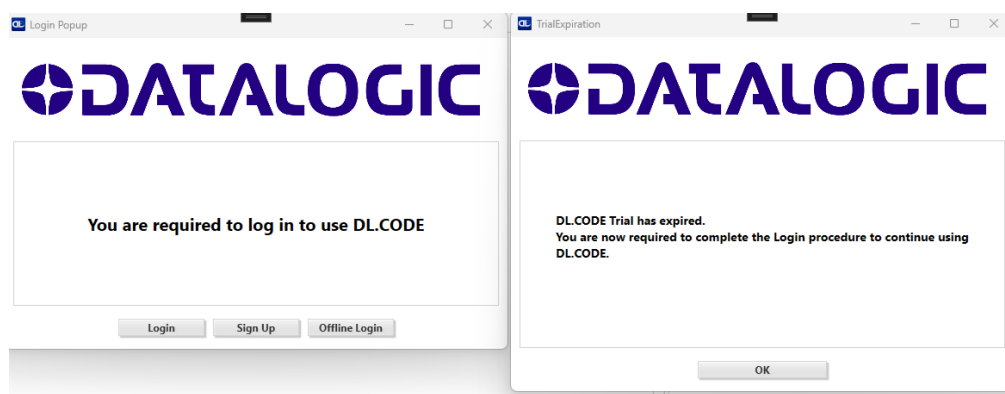 Login Popup
DATALOGIC
You are required to log in to use DL.CODE
Login
Sign Up
Offline Login
TrialExpiration
DATALOGIC
DL.CODE Trial has expired.
You are now required to complete the Login procedure to continue using
DL.CODE.
OK